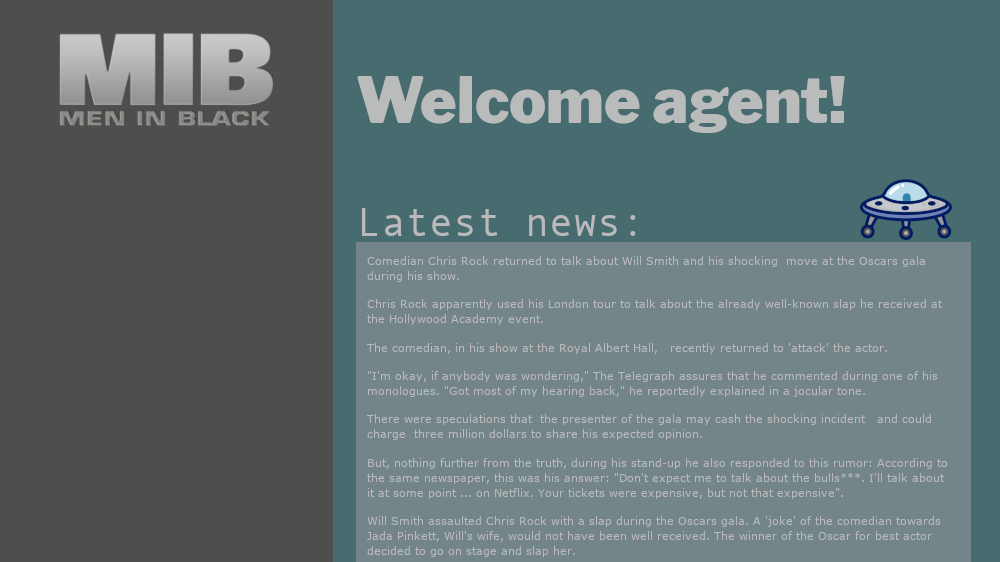 MIB
MEN IN BLACK
Welcome agent!
Latest news:
Comedian Chris Rock returned to talk about Will Smith and his shocking  move at the Oscars gala
during his show.
Chris Rock apparently used his London tour to talk about the already well-known slap he received at
the Hollywood Academy event.
The comedian, in his show at the Royal Albert Hall,   recently returned to 'attack' the actor.
"I'm okay, if anybody was wondering," The Telegraph assures that he commented during one of his
monologues. "Got most of my hearing back," he reportedly explained in a jocular tone.
There were speculations that  the presenter of the gala may cash the shocking incident   and could
charge  three million dollars to share his expected opinion.
But, nothing further from the truth, during his stand-up he also responded to this rumor: According to
the same newspaper, this was his answer: "Don't expect me to talk about the bulls***. I'll talk about
it at some point ... on Netflix. Your tickets were expensive, but not that expensive".
Will Smith assaulted Chris Rock with a slap during the Oscars gala. A 'joke' of the comedian towards
Jada Pinkett, Will's wife, would not have been well received. The winner of the Oscar for best actor
decided to go on stage and slap her.